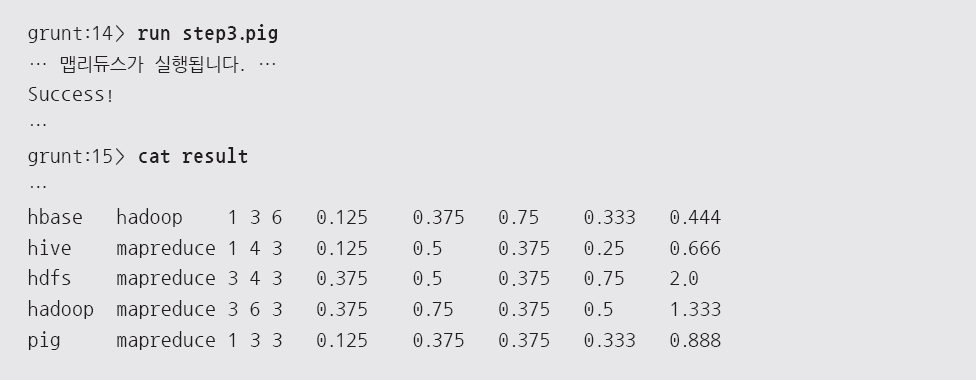 grunt:14> run step3.pig
… 맵리듀스가 실행됩니다. …
Success!
…
grunt:15> cat result
…
hbase hadoop 1 3 6 0.125 0.375 0.75 0.333 0.444
hive mapreduce 1 4 3 0.125 0.5 0.375 0.25 0.666
hdfs mapreduce 3 4 3 0.375 0.5 0.375 0.75 2.0
hadoop mapreduce 3 6 3 0.375 0.75 0.375 0.5 1.333
pig mapreduce 1 3 3 0.125 0.375 0.375 0.333 0.888